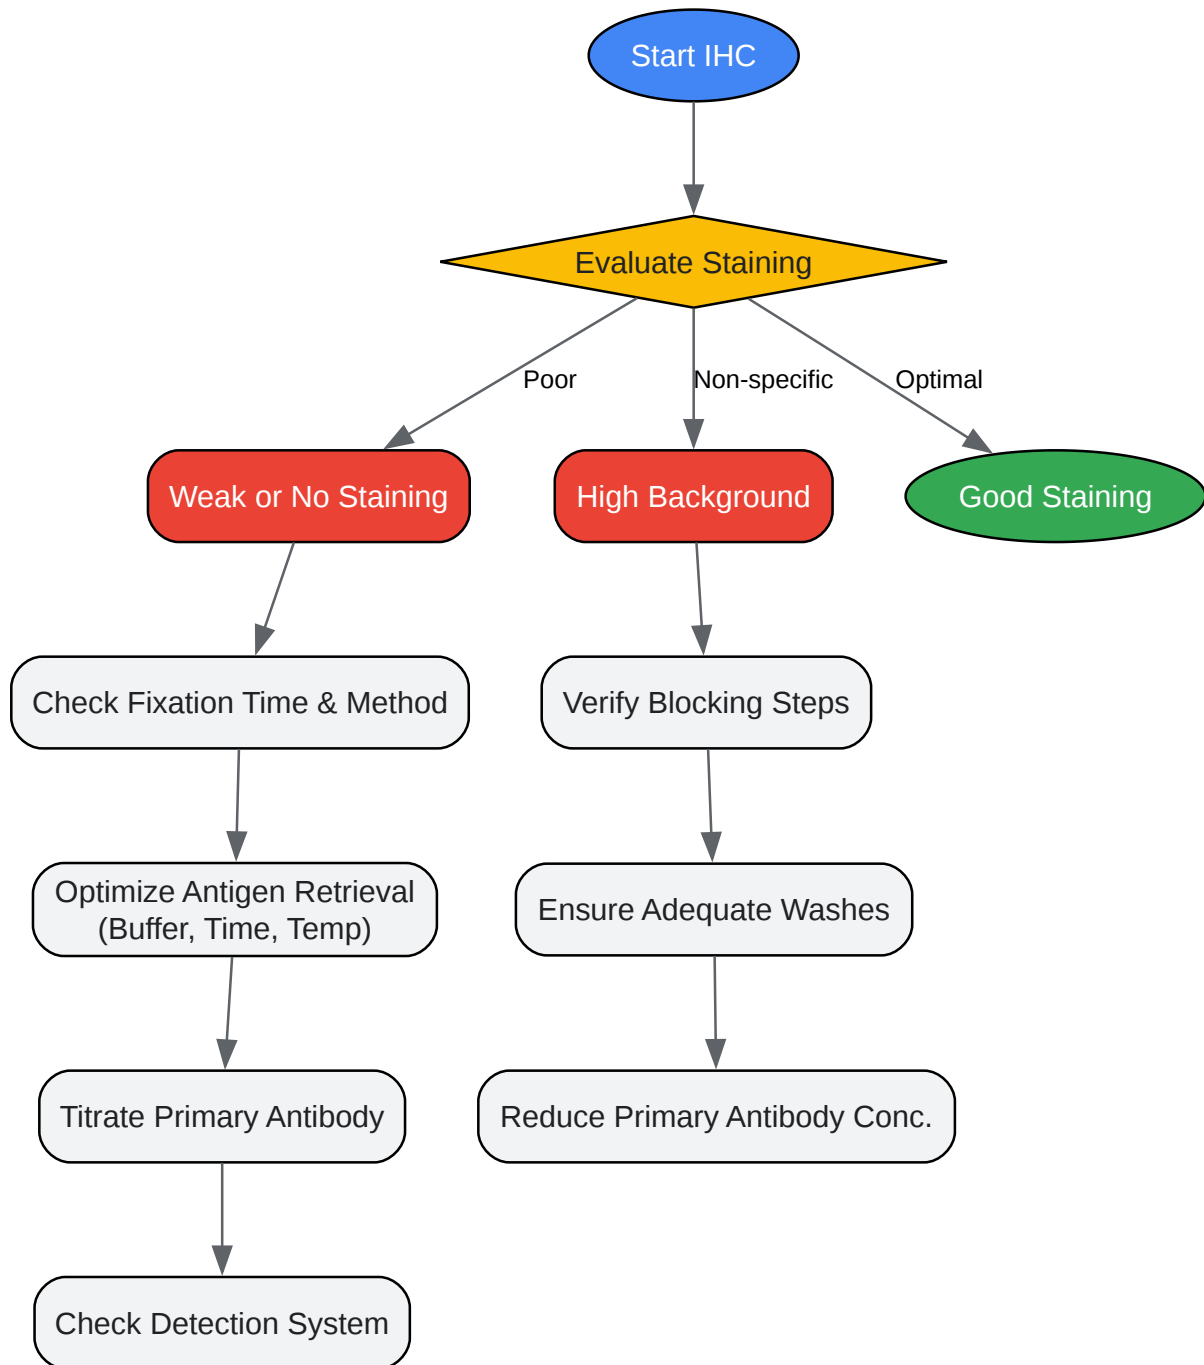 Start IHC
Evaluate Staining
Poor
Non-specific
Optimal
Weak or No Staining
High Background
Good Staining
Check Fixation Time & Method
Verify Blocking Steps
Optimize Antigen Retrieval
(Buffer, Time, Temp)
Ensure Adequate Washes
Titrate Primary Antibody
Reduce Primary Antibody Conc.
Check Detection System